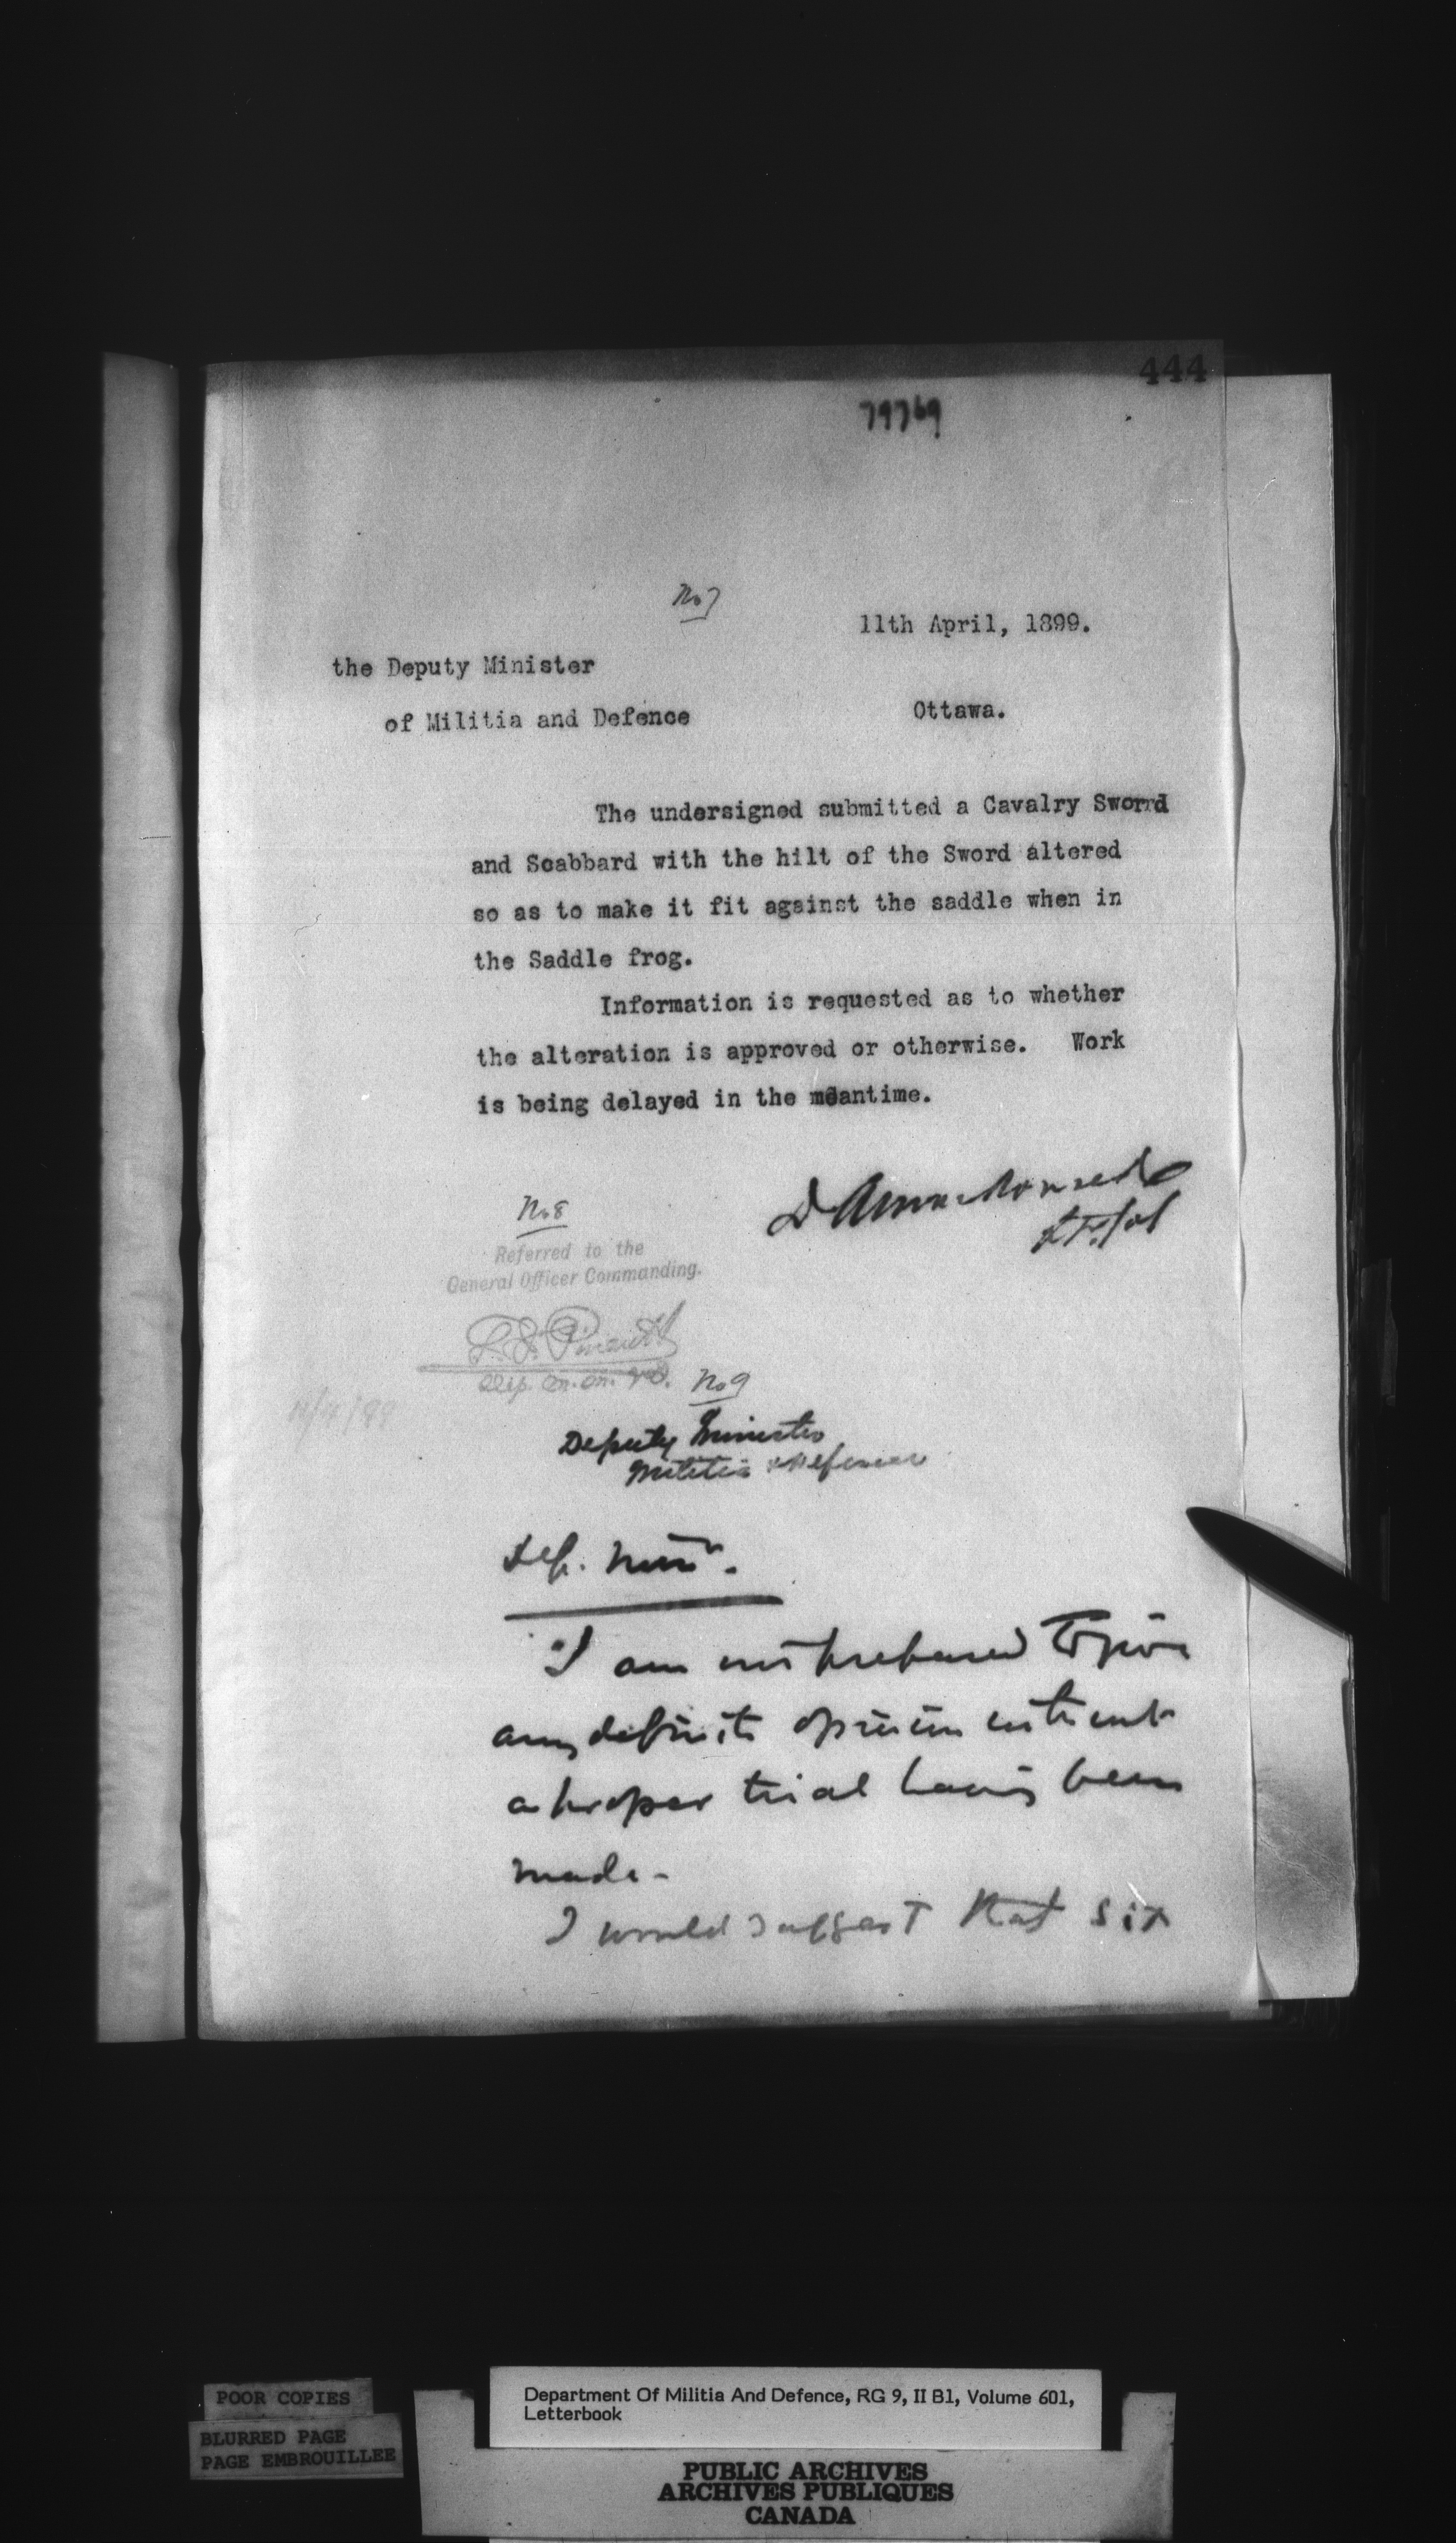 444
79769
No 7
11th April, 1899.
the Deputy Minister
of Militia and Defence
Ottawa.
The undersigned submitted a Cavalry Sword
and Scabbard with the hilt of the Sword altered
so as to make it fit against the saddle when in
the Saddle frog.
Information is requested as to whether
the alteration is approved or otherwise. Work
is being delayed in the meantime.
Lt. Col
No 8
Referred to the
General Officer Commanding.
Pinault
No 9
Deputy Minister
Militia & Defence
Dep. Minr.
I am not prepared to give
any definite opinion without
a proper trial having been
made -
I would suggest that six
POOR COPIES
BLURRED PAGE
PAGE EMBROUILLEE
Department Of Militia And Defence, RG 9, II B1, Volume 601,
Letterbook
PUBLIC ARCHIVES
ARCHIVES PUBLIQUES
CANADA